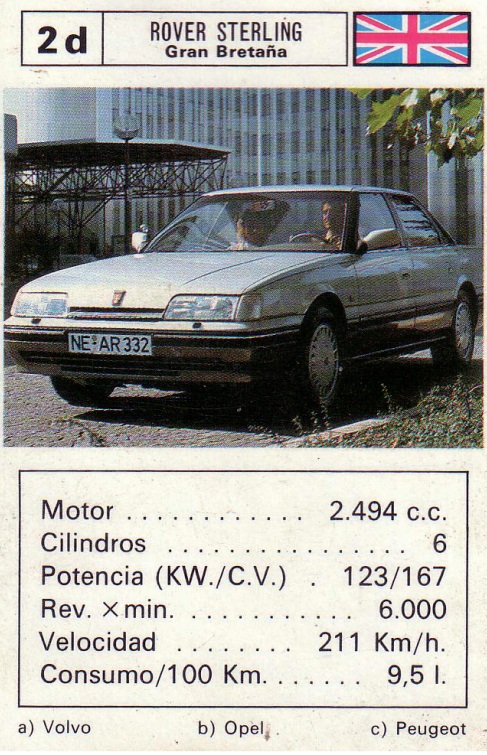 2d
ROVER STERLING
Gran Bretaña
NE-AR 332
Motor ............ 2.494 c.c.
Cilindros ................. 6
Potencia (KW./C.V.) . 123/167
Rev. × min. ............ 6.000
Velocidad ........ 211 Km/h.
Consumo/100 Km. ...... 9,5 l.
a) Volvo b) Opel c) Peugeot